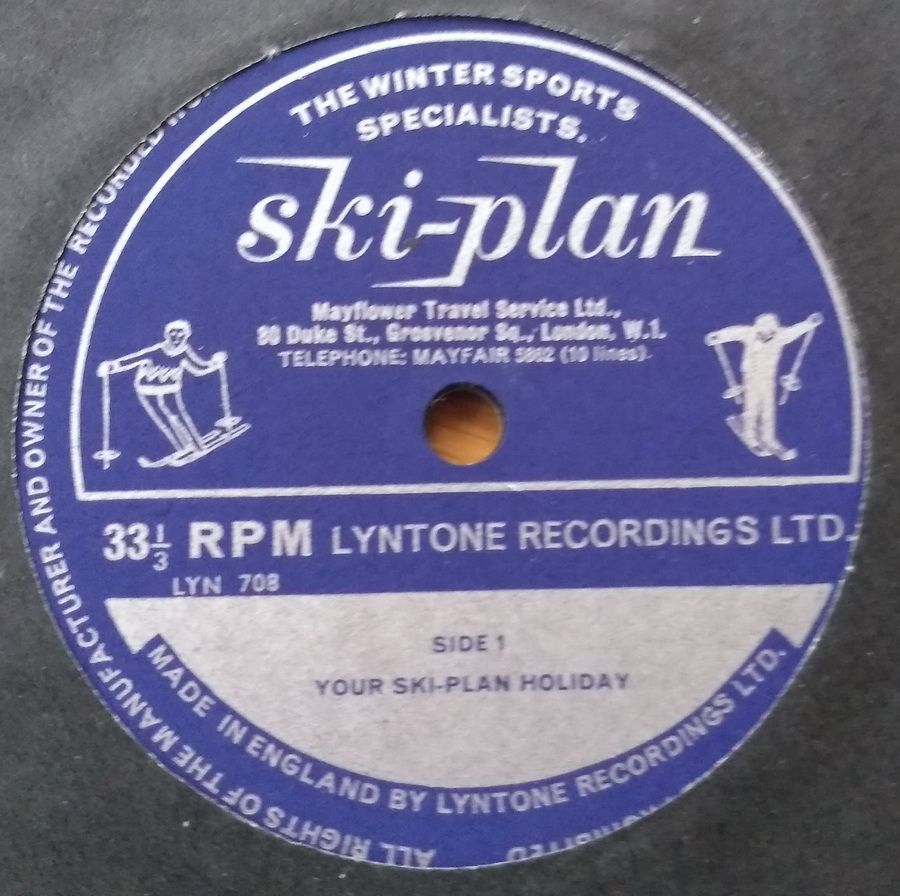 THE WINTER SPORTS
SPECIALISTS.
ski-plan
Mayflower Travel Service Ltd.,
Duke St., Grosvenor Sq., London, W.1.
TELEPHONE: MAYFAIR (10 lines).
33 1/3 RPM LYNTONE RECORDINGS LTD.
LYN 708
SIDE 1
YOUR SKI-PLAN HOLIDAY
MADE IN ENGLAND BY LYNTONE RECORDINGS LTD.
ALL RIGHTS OF THE MANUFACTURER AND OWNER OF THE RECORDED